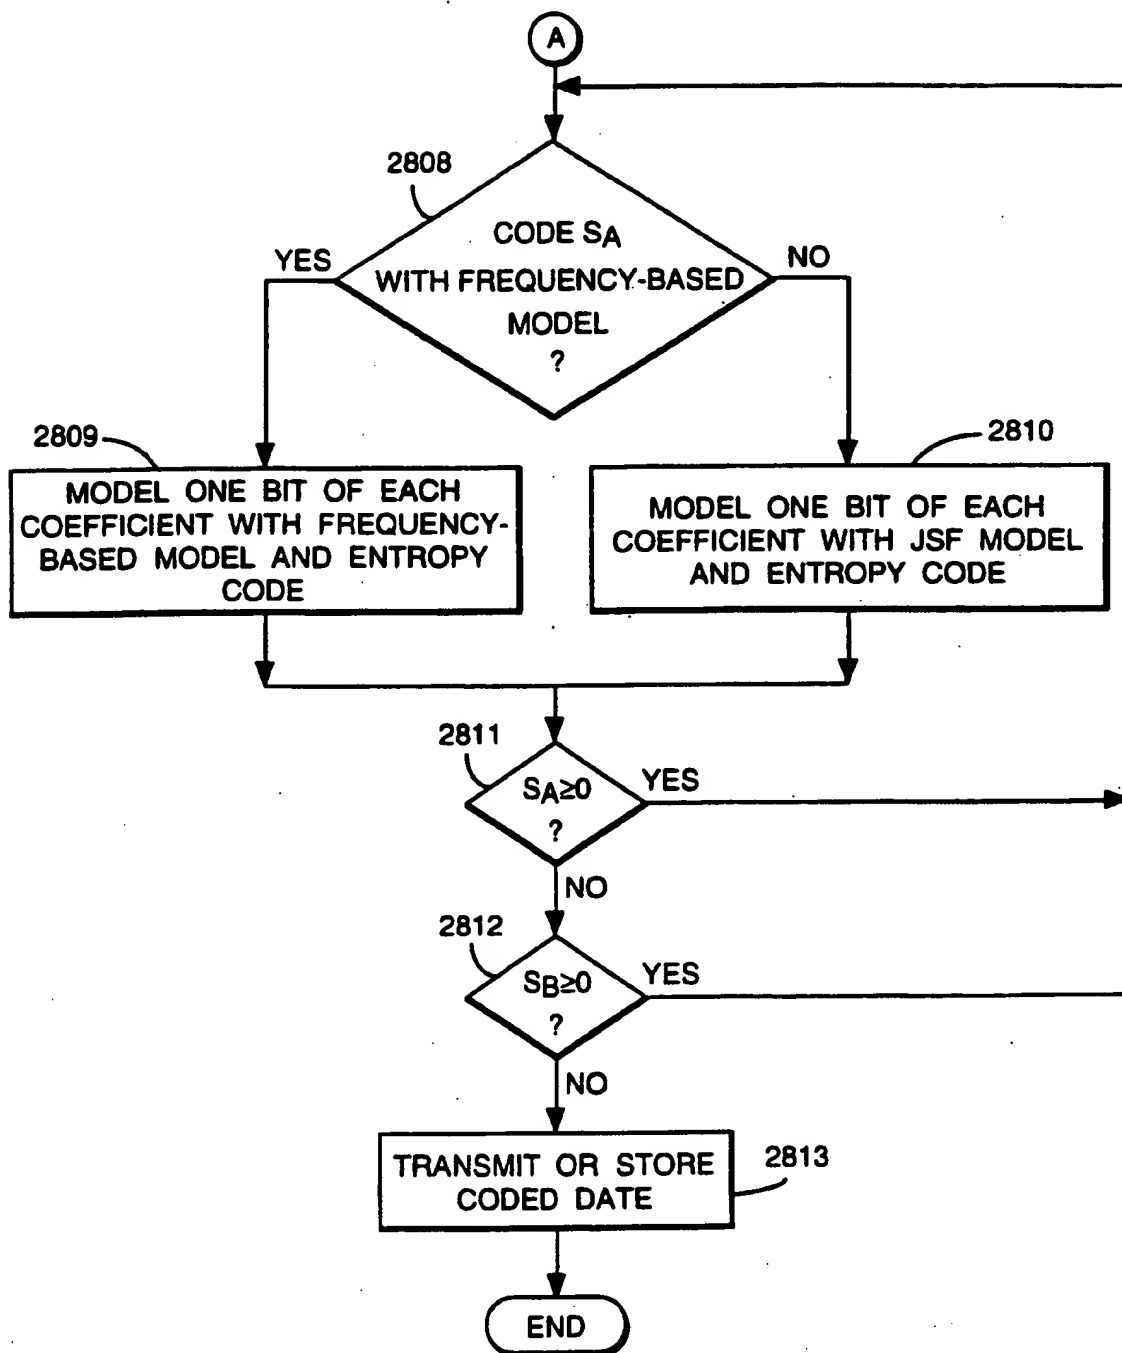 A
2808
CODE SA
WITH FREQUENCY-BASED
MODEL
?
YES
NO
2809
MODEL ONE BIT OF EACH
COEFFICIENT WITH FREQUENCY-
BASED MODEL AND ENTROPY
CODE
2810
MODEL ONE BIT OF EACH
COEFFICIENT WITH JSF MODEL
AND ENTROPY CODE
2811
SA≥0
?
YES
NO
2812
SB≥0
?
YES
NO
TRANSMIT OR STORE
CODED DATE
2813
END